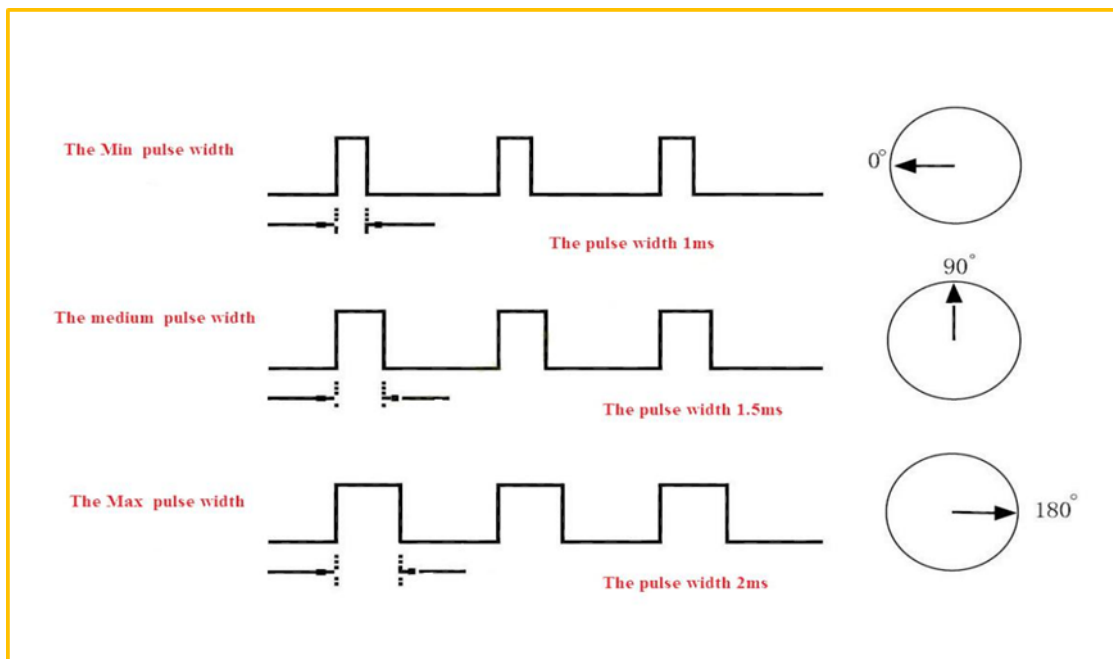 The Min pulse width
0°
The pulse width 1ms
90°
The medium pulse width
The pulse width 1.5ms
The Max pulse width
180°
The pulse width 2ms